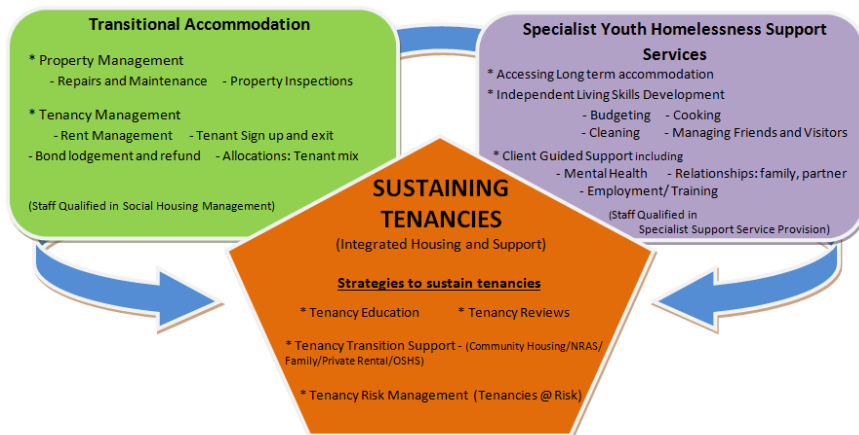 Transitional Accommodation
* Property Management
- Repairs and Maintenance - Property Inspections
* Tenancy Management
- Rent Management - Tenant Sign up and exit
- Bond lodgement and refund - Allocations: Tenant mix
(Staff Qualified in Social Housing Management)
Specialist Youth Homelessness Support
Services
* Accessing Long term accommodation
* Independent Living Skills Development
- Budgeting - Cooking
- Cleaning - Managing Friends and Visitors
* Client Guided Support including
- Mental Health - Relationships: family, partner
- Employment/ Training
(Staff Qualified in
Specialist Support Service Provision)
SUSTAINING
TENANCIES
(Integrated Housing and Support)
Strategies to sustain tenancies
* Tenancy Education * Tenancy Reviews
* Tenancy Transition Support - (Community Housing/NRAS/
Family/Private Rental/OSHS)
* Tenancy Risk Management (Tenancies @ Risk)